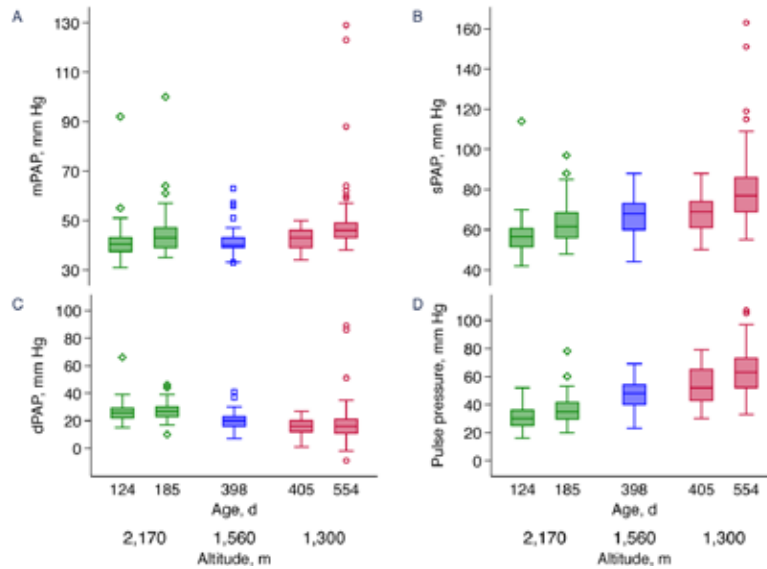 A
mPAP, mm Hg
130
110
90
70
50
30
B
sPAP, mm Hg
160
140
120
100
80
60
40
C
dPAP, mm Hg
100
80
60
40
20
0
124 185 398 405 554
Age, d
2,170 1,560 1,300
Altitude, m
D
Pulse pressure, mm Hg
100
80
60
40
20
0
124 185 398 405 554
Age, d
2,170 1,560 1,300
Altitude, m